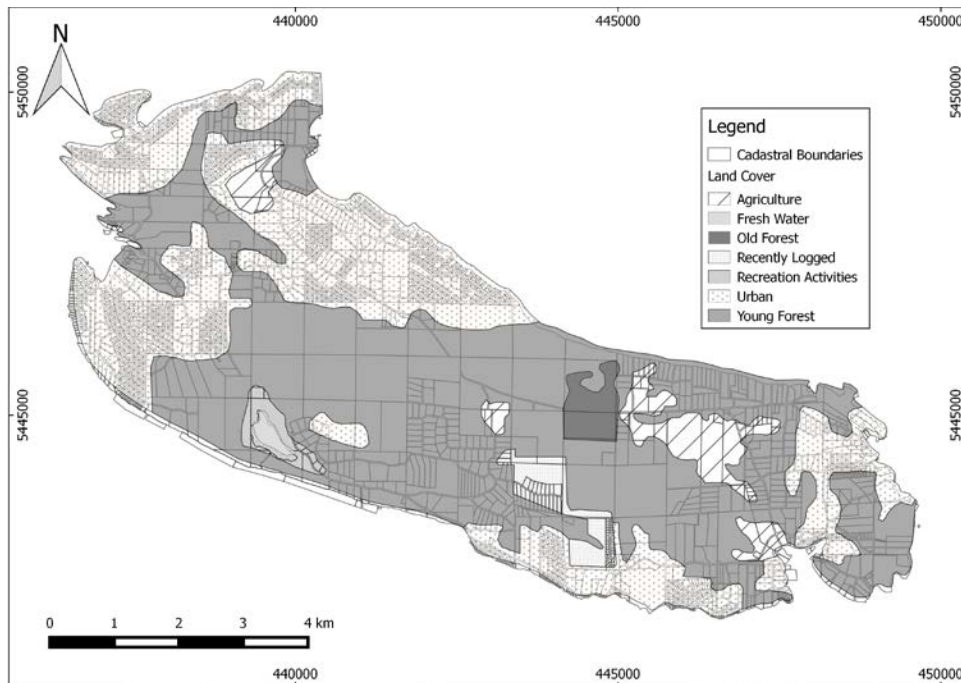 440000
445000
450000
N
5450000
5450000
Legend
Cadastral Boundaries
Land Cover
Agriculture
Fresh Water
Old Forest
Recently Logged
Recreation Activities
Urban
Young Forest
5445000
5445000
0 1 2 3 4 km
440000
445000
450000